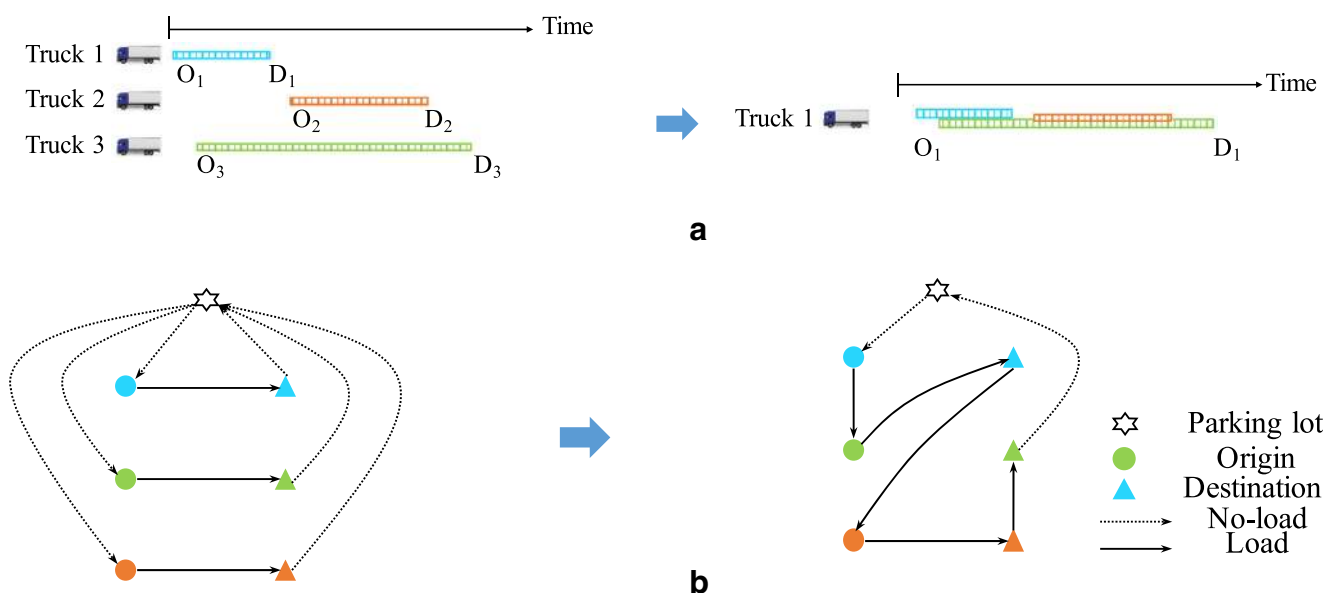 Time
Truck 1
O₁ D₁
Truck 2
O₂ D₂
Truck 3
O₃ D₃
Time
Truck 1
O₁ D₁
a
Parking lot
Origin
Destination
No-load
Load
b